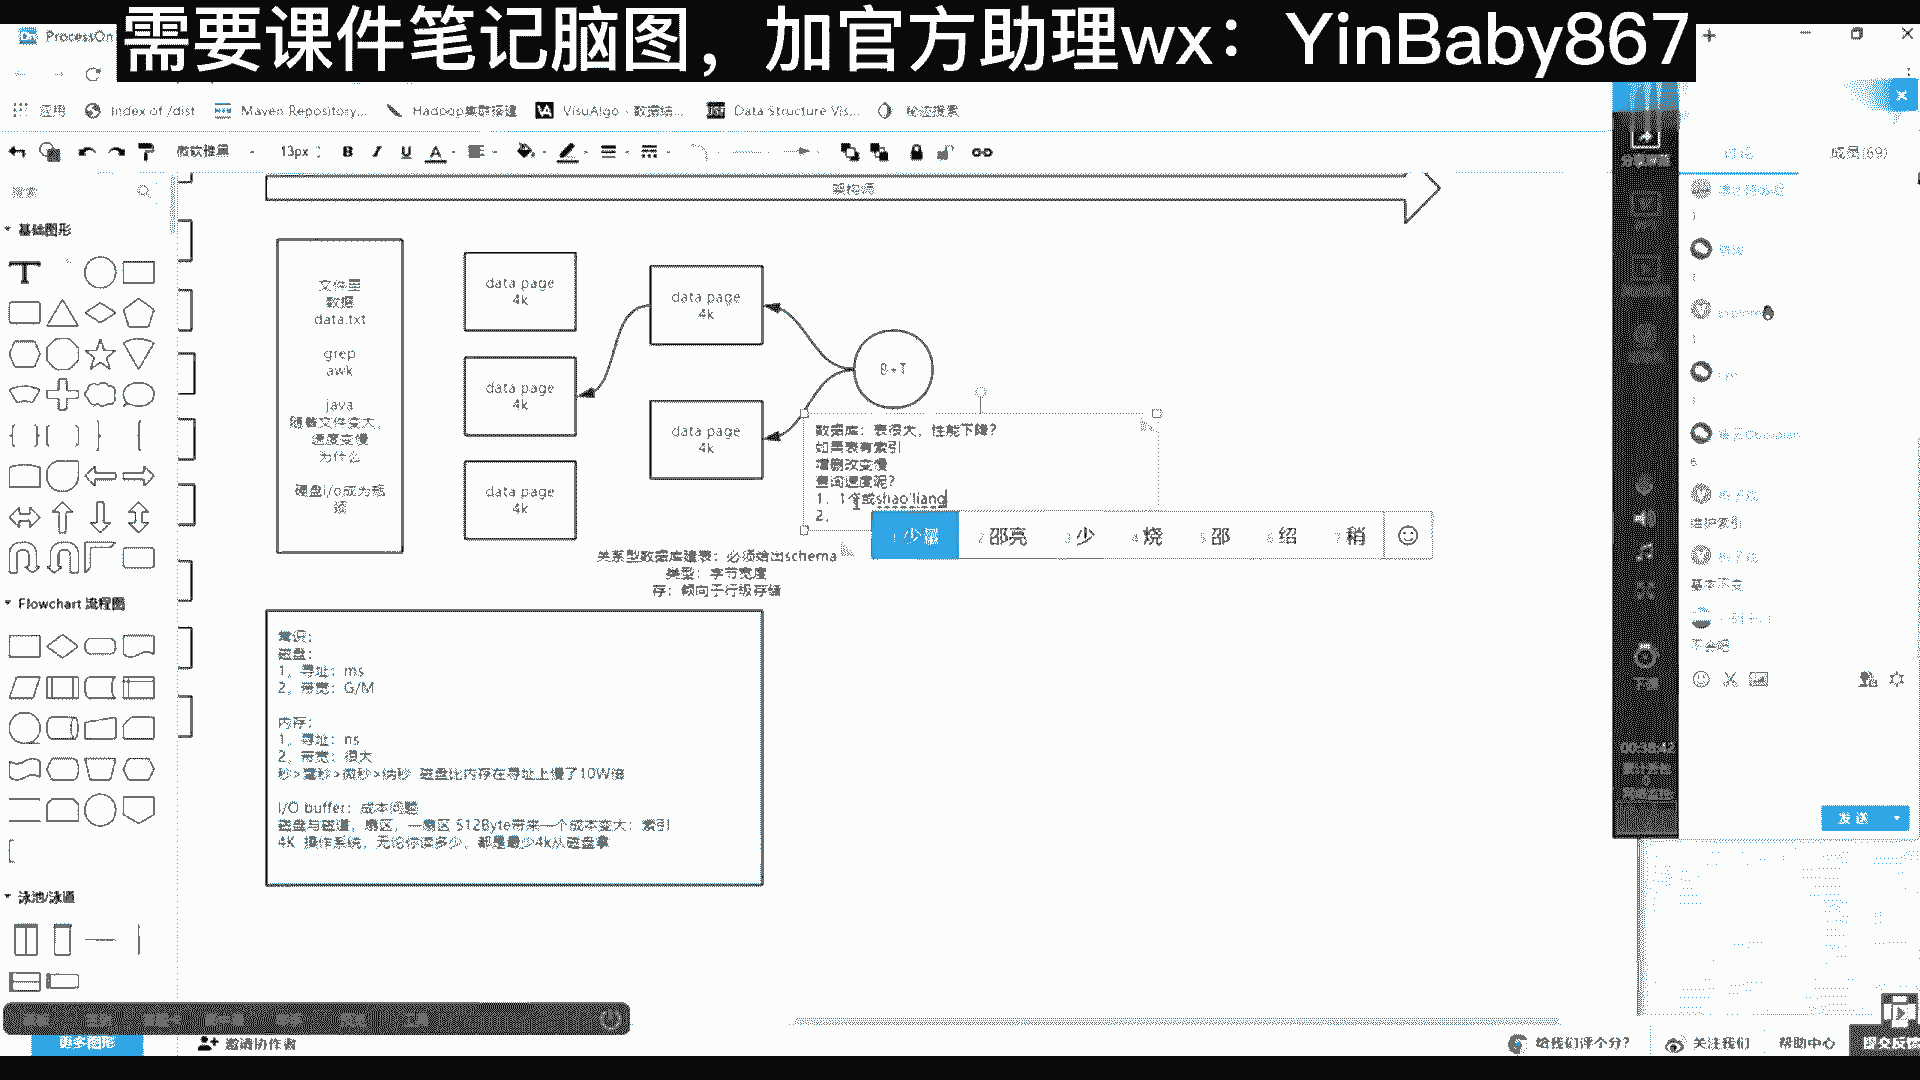 需要课件笔记脑图，加官方助理wx：YinBaby867
ProcessOn
应用
Index of /dist
Maven Repository...
Hadoop集群搭建
VisuAlgo - 数据结...
Data Structure Vis...
秘迹搜索
微软雅黑
13px
搜索
基础图形
Flowchart 流程图
泳池/泳道
更多图形
架构师
文件里
数据
data.txt
grep
awk
java
随着文件变大，
速度变慢
为什么
硬盘i/o成为瓶
颈
data page
4k
data page
4k
data page
4k
data page
4k
data page
4k
B+T
数据库：表很大，性能下降？
如果表有索引
增删改变慢
查询速度呢？
1，1个或shao'liang
2，
1 少量
2 邵亮
3 少
4 烧
5 邵
6 绍
7 稍
关系型数据库建表：必须给出schema
类型：字节宽度
存：倾向于行级存储
常识：
磁盘：
1，寻址：ms
2，带宽：G/M
内存：
1，寻址：ns
2，带宽：很大
秒>毫秒>微秒>纳秒 磁盘比内存在寻址上慢了10W倍
I/O buffer：成本问题
磁盘与磁道，扇区，一扇区 512Byte带来一个成本变大：索引
4K 操作系统，无论你读多少，都是最少4k从磁盘拿
讨论
成员(69)
1
6
维护索引
基本不变
不会吧
00:38:42
下课
发送
邀请协作者
给我们评个分？
关注我们
帮助中心
提交反馈